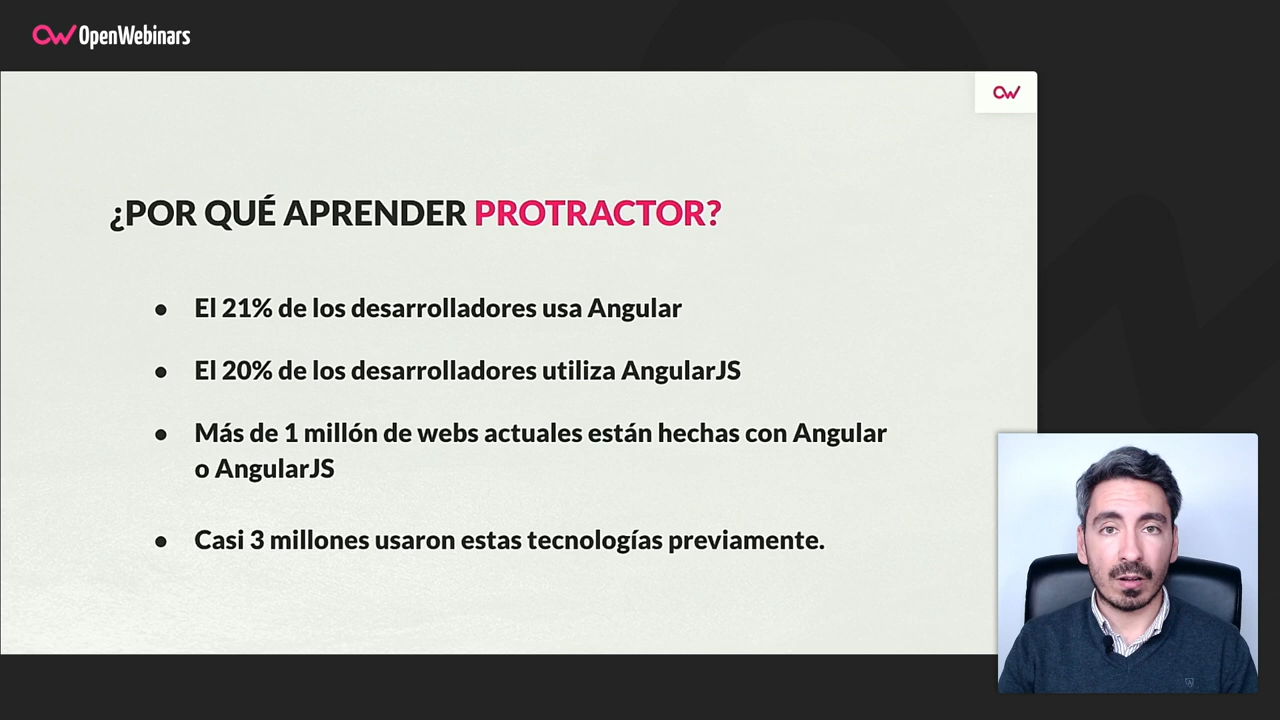 OpenWebinars
¿POR QUÉ APRENDER PROTRACTOR?
● El 21% de los desarrolladores usa Angular
● El 20% de los desarrolladores utiliza AngularJS
● Más de 1 millón de webs actuales están hechas con Angular
o AngularJS
● Casi 3 millones usaron estas tecnologías previamente.